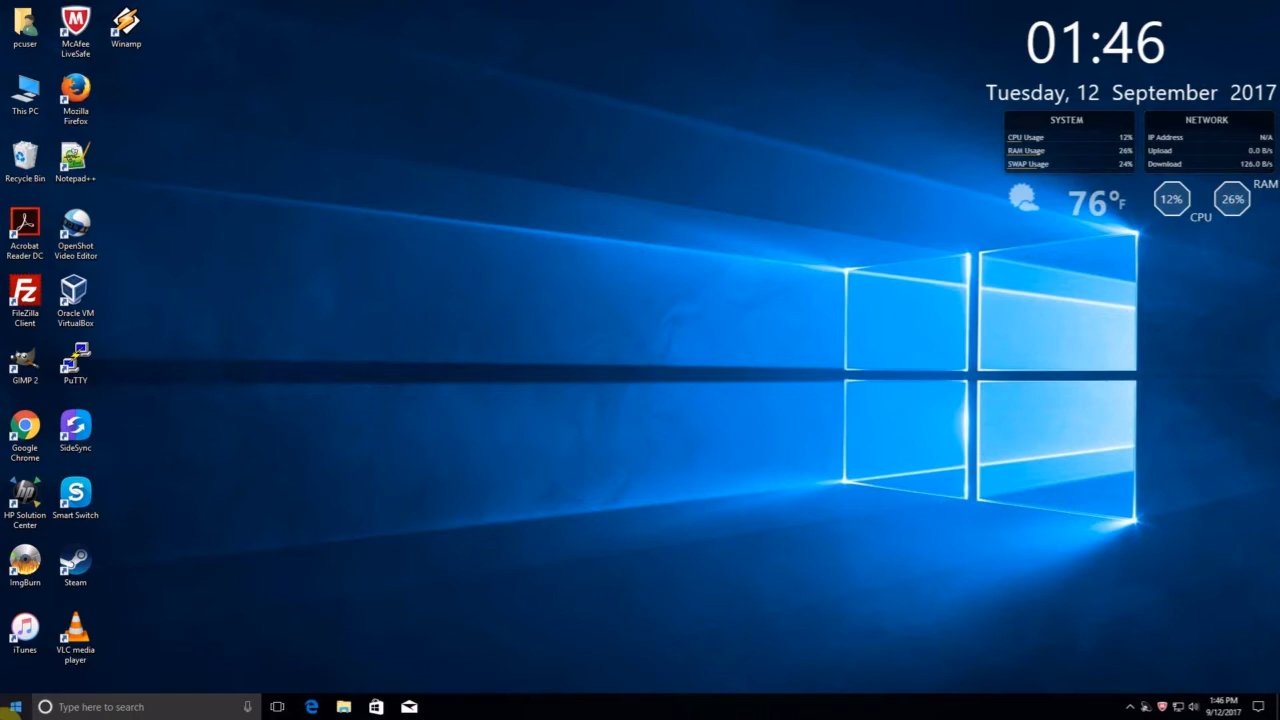 pcuser
McAfee
LiveSafe
Winamp
This PC
Mozilla
Firefox
Recycle Bin
Notepad++
Acrobat
Reader DC
OpenShot
Video Editor
FileZilla
Client
Oracle VM
VirtualBox
GIMP 2
PuTTY
Google
Chrome
SideSync
HP Solution
Center
Smart Switch
ImgBurn
Steam
iTunes
VLC media
player
01:46
Tuesday, 12 September 2017
SYSTEM
CPU Usage 12%
RAM Usage 26%
SWAP Usage 24%
NETWORK
IP Address N/A
Upload 0.0 B/s
Download 126.0 B/s
76°F
12%
CPU
26%
RAM
Type here to search
1:46 PM
9/12/2017